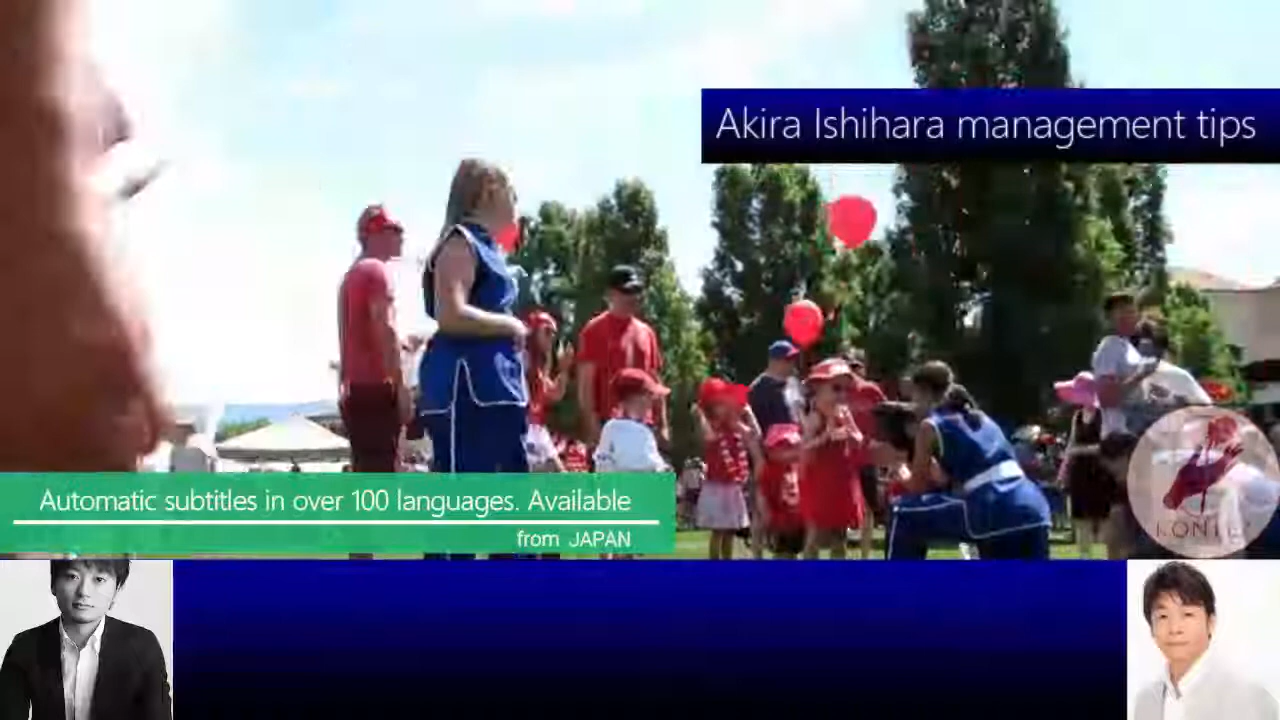 Akira Ishihara management tips
Automatic subtitles in over 100 languages. Available
from JAPAN